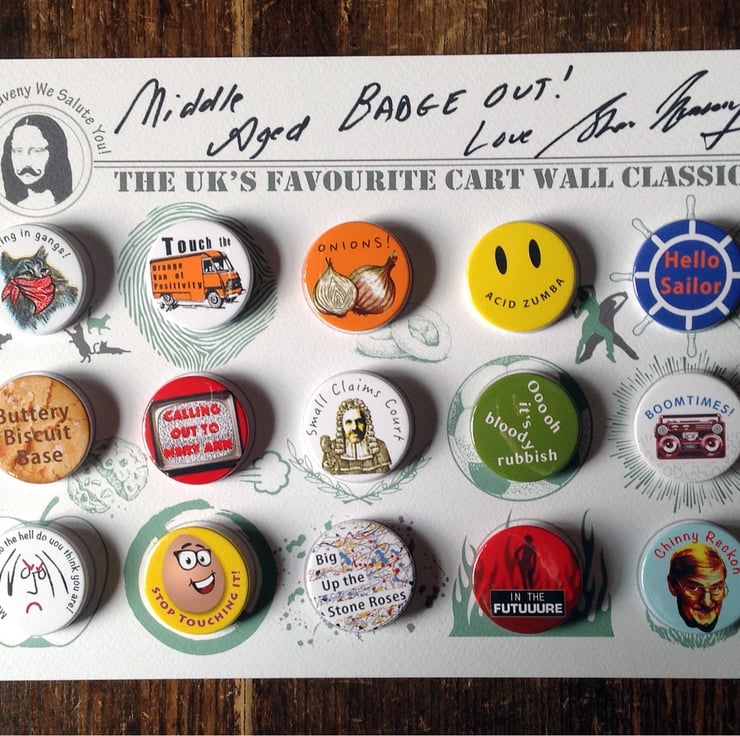 We Salute You!
Middle
Aged
BADGE OUT!
Love
THE UK'S FAVOURITE CART WALL CLASSIC
in gangs!
Touch the
Orange
Van of
Positivity
ONIONS!
ACID ZUMBA
Hello
Sailor
Buttery
Biscuit
Base
CALLING
OUT TO
MARY ANN
Small Claims Court
Ooooh
it's
bloody
rubbish
BOOMTIMES!
the hell do you think you are!
STOP TOUCHING IT!
Big
Up the
Stone Roses
IN THE
FUTUUURE
Chinny Reckon